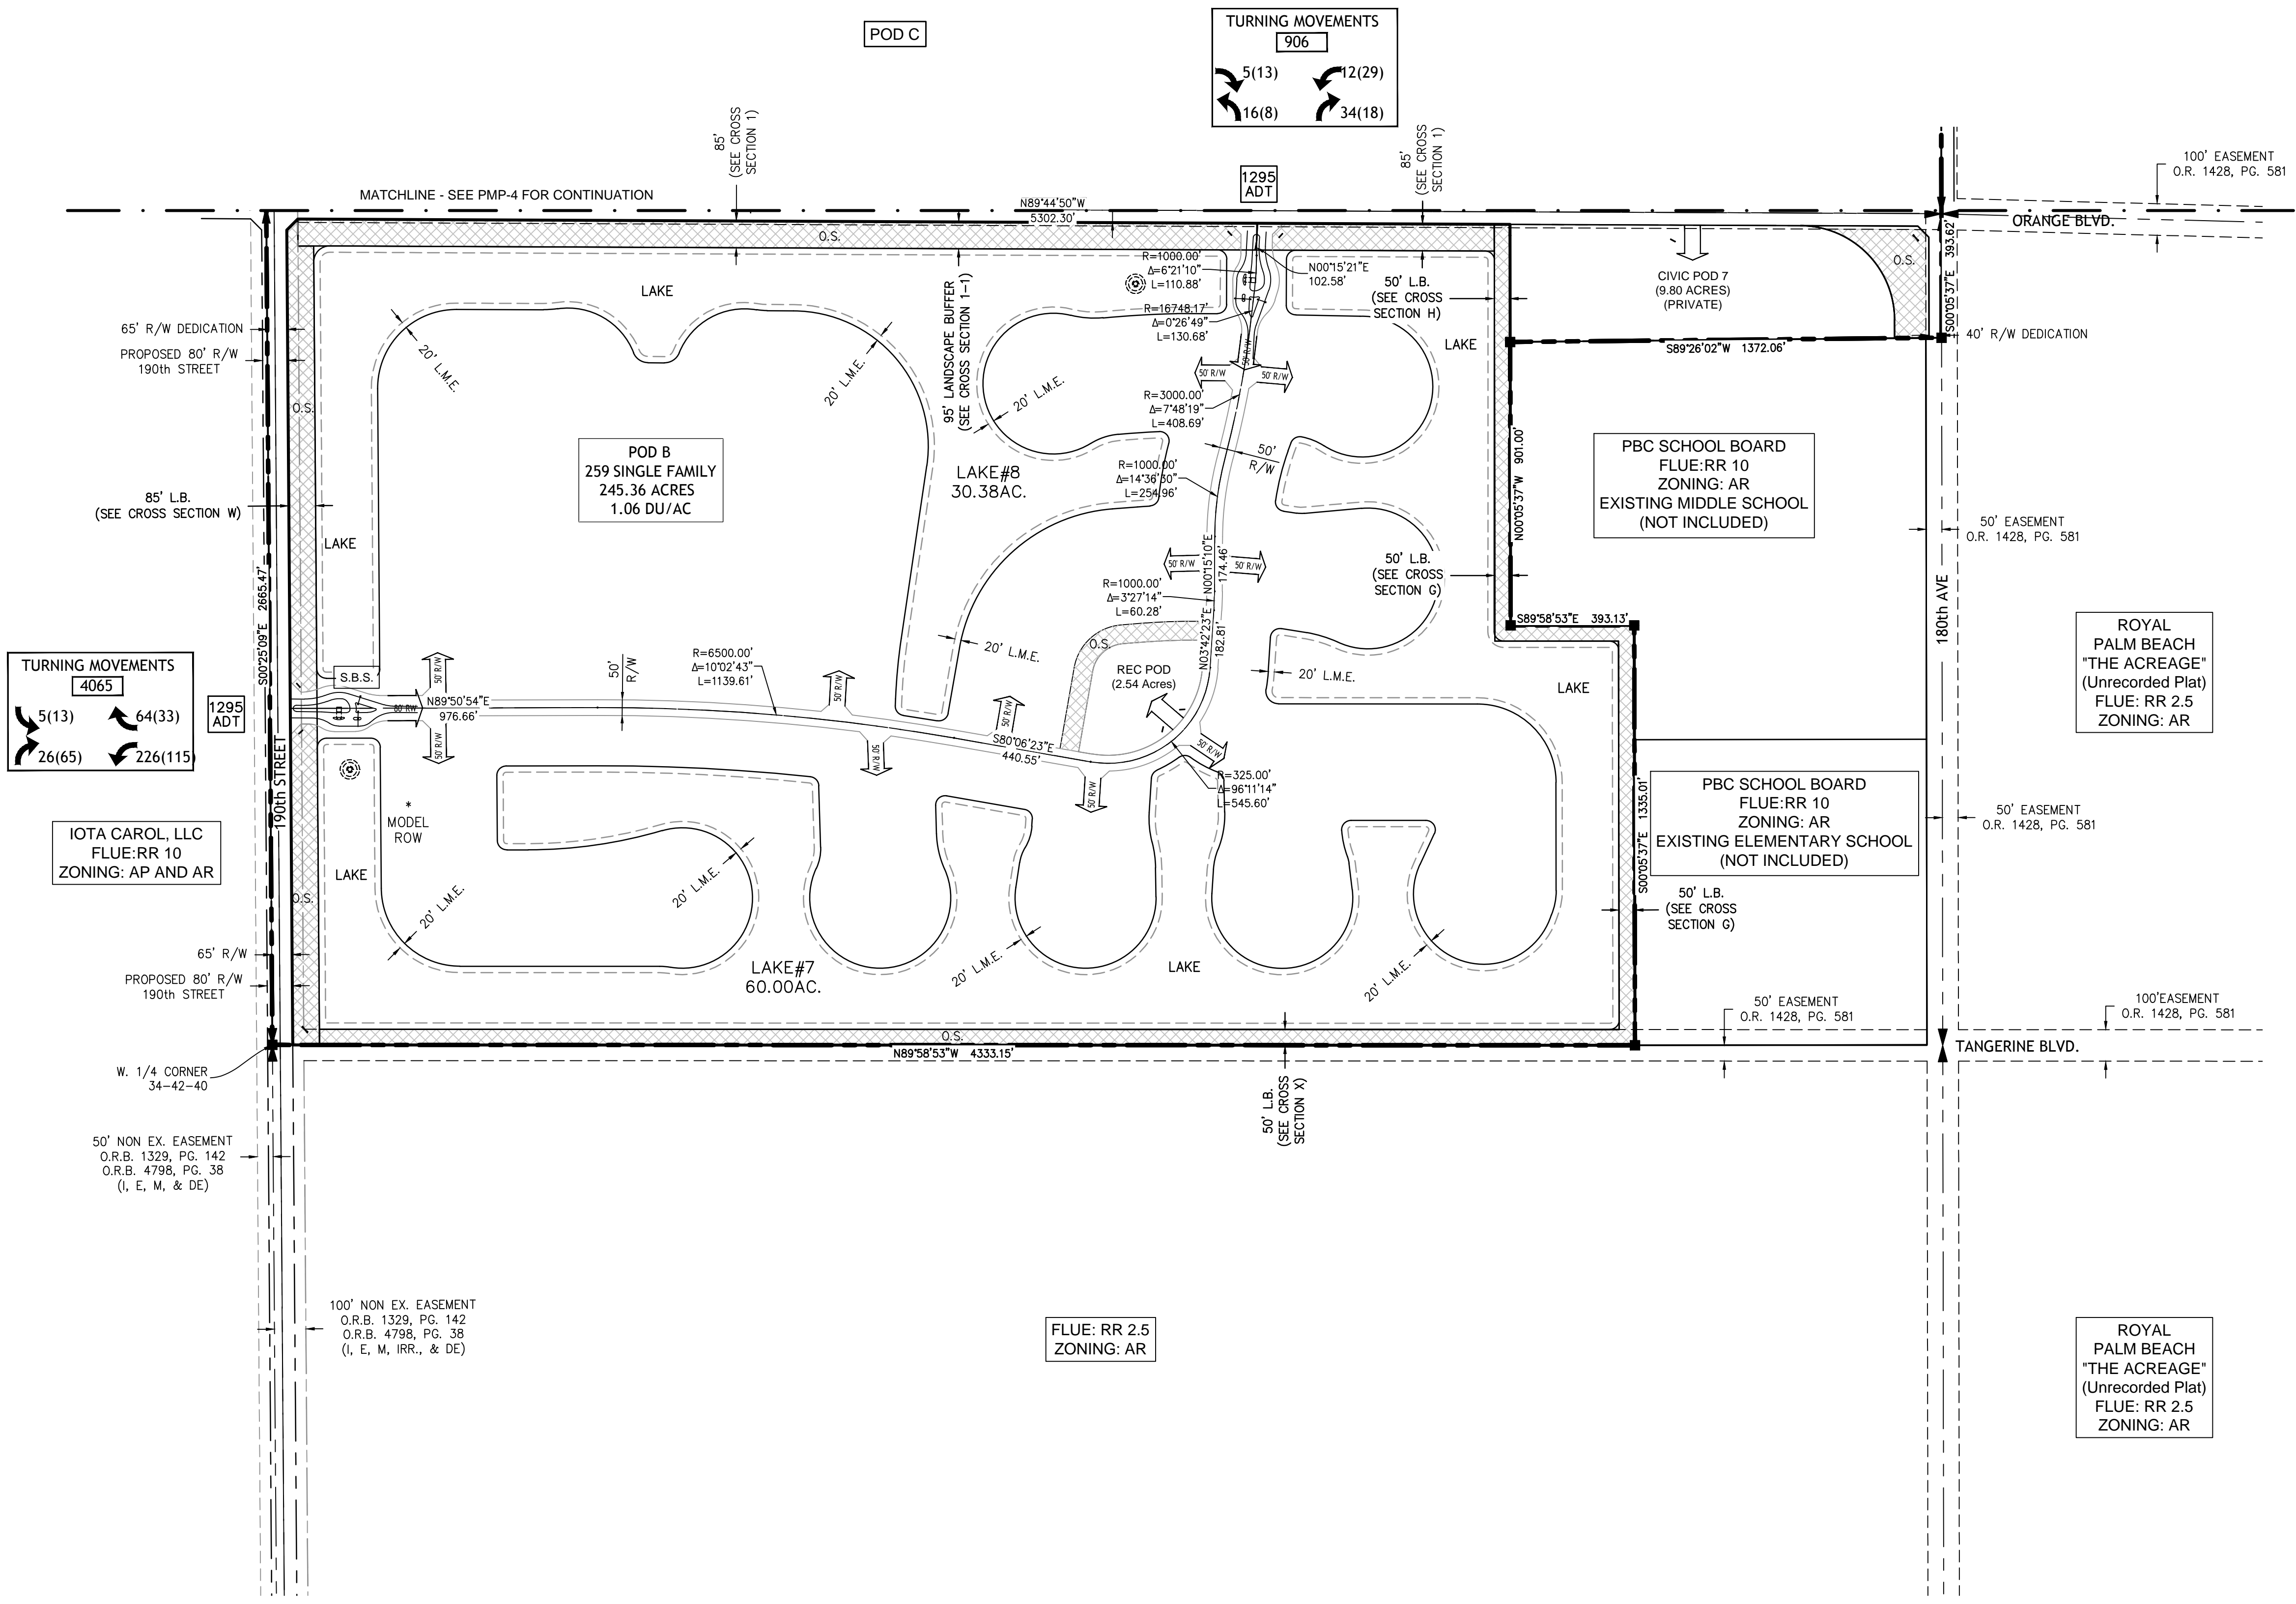 POD C
TURNING MOVEMENTS
906
5(13)
12(29)
16(8)
34(18)
85'
(SEE CROSS
SECTION 1)
1295
ADT
85'
(SEE CROSS
SECTION 1)
100' EASEMENT
O.R. 1428, PG. 581
MATCHLINE - SEE PMP-4 FOR CONTINUATION
N89°44'50"W
5302.30'
ORANGE BLVD.
O.S.
O.S.
S00°05'37"E 393.62'
R=1000.00'
Δ=6°21'10"
L=110.88'
N00°15'21"E
102.58'
50' L.B.
(SEE CROSS
SECTION H)
CIVIC POD 7
(9.80 ACRES)
(PRIVATE)
LAKE
65' R/W DEDICATION
PROPOSED 80' R/W
190th STREET
95' LANDSCAPE BUFFER
(SEE CROSS SECTION 1-1)
R=16748.17'
Δ=0°26'49"
L=130.68'
50'R/W
LAKE
40' R/W DEDICATION
S89°26'02"W 1372.06'
20' L.M.E.
20' L.M.E.
20' L.M.E.
50' R/W
50' R/W
R=3000.00'
Δ=7°48'19"
L=408.69'
O.S.
POD B
259 SINGLE FAMILY
245.36 ACRES
1.06 DU/AC
LAKE#8
30.38AC.
50'
R/W
R=1000.00'
Δ=14°36'30"
L=254.96'
N00°05'37"W 901.00'
PBC SCHOOL BOARD
FLUE:RR 10
ZONING: AR
EXISTING MIDDLE SCHOOL
(NOT INCLUDED)
85' L.B.
(SEE CROSS SECTION W)
LAKE
50' EASEMENT
O.R. 1428, PG. 581
S00°25'09"E 2665.47'
50' R/W
50' R/W
N00°15'10"E
174.46'
50' L.B.
(SEE CROSS
SECTION G)
R=1000.00'
Δ=3°27'14"
L=60.28'
180th AVE
S89°58'53"E 393.13'
ROYAL
PALM BEACH
"THE ACREAGE"
(Unrecorded Plat)
FLUE: RR 2.5
ZONING: AR
TURNING MOVEMENTS
4065
5(13)
64(33)
26(65)
226(115)
1295
ADT
S.B.S.
50' R/W
50'
R/W
R=6500.00'
Δ=10°02'43"
L=1139.61'
20' L.M.E.
O.S.
REC POD
(2.54 Acres)
N03°42'23"E
182.81'
20' L.M.E.
LAKE
80' RW
N89°50'54"E
976.66'
50' R/W
50' R/W
50' R/W
50' R/W
S80°06'23"E
440.55'
50' R/W
50' R/W
R=325.00'
Δ=96°11'14"
L=545.60'
190th STREET
*
MODEL
ROW
S00°05'37"E 1335.01'
PBC SCHOOL BOARD
FLUE:RR 10
ZONING: AR
EXISTING ELEMENTARY SCHOOL
(NOT INCLUDED)
50' EASEMENT
O.R. 1428, PG. 581
IOTA CAROL, LLC
FLUE:RR 10
ZONING: AP AND AR
LAKE
O.S.
20' L.M.E.
20' L.M.E.
50' L.B.
(SEE CROSS
SECTION G)
65' R/W
PROPOSED 80' R/W
190th STREET
LAKE#7
60.00AC.
20' L.M.E.
LAKE
20' L.M.E.
50' EASEMENT
O.R. 1428, PG. 581
100'EASEMENT
O.R. 1428, PG. 581
O.S.
N89°58'53"W 4333.15'
TANGERINE BLVD.
W. 1/4 CORNER
34-42-40
50' L.B.
(SEE CROSS
SECTION X)
50' NON EX. EASEMENT
O.R.B. 1329, PG. 142
O.R.B. 4798, PG. 38
(I, E, M, & DE)
100' NON EX. EASEMENT
O.R.B. 1329, PG. 142
O.R.B. 4798, PG. 38
(I, E, M, IRR., & DE)
FLUE: RR 2.5
ZONING: AR
ROYAL
PALM BEACH
"THE ACREAGE"
(Unrecorded Plat)
FLUE: RR 2.5
ZONING: AR